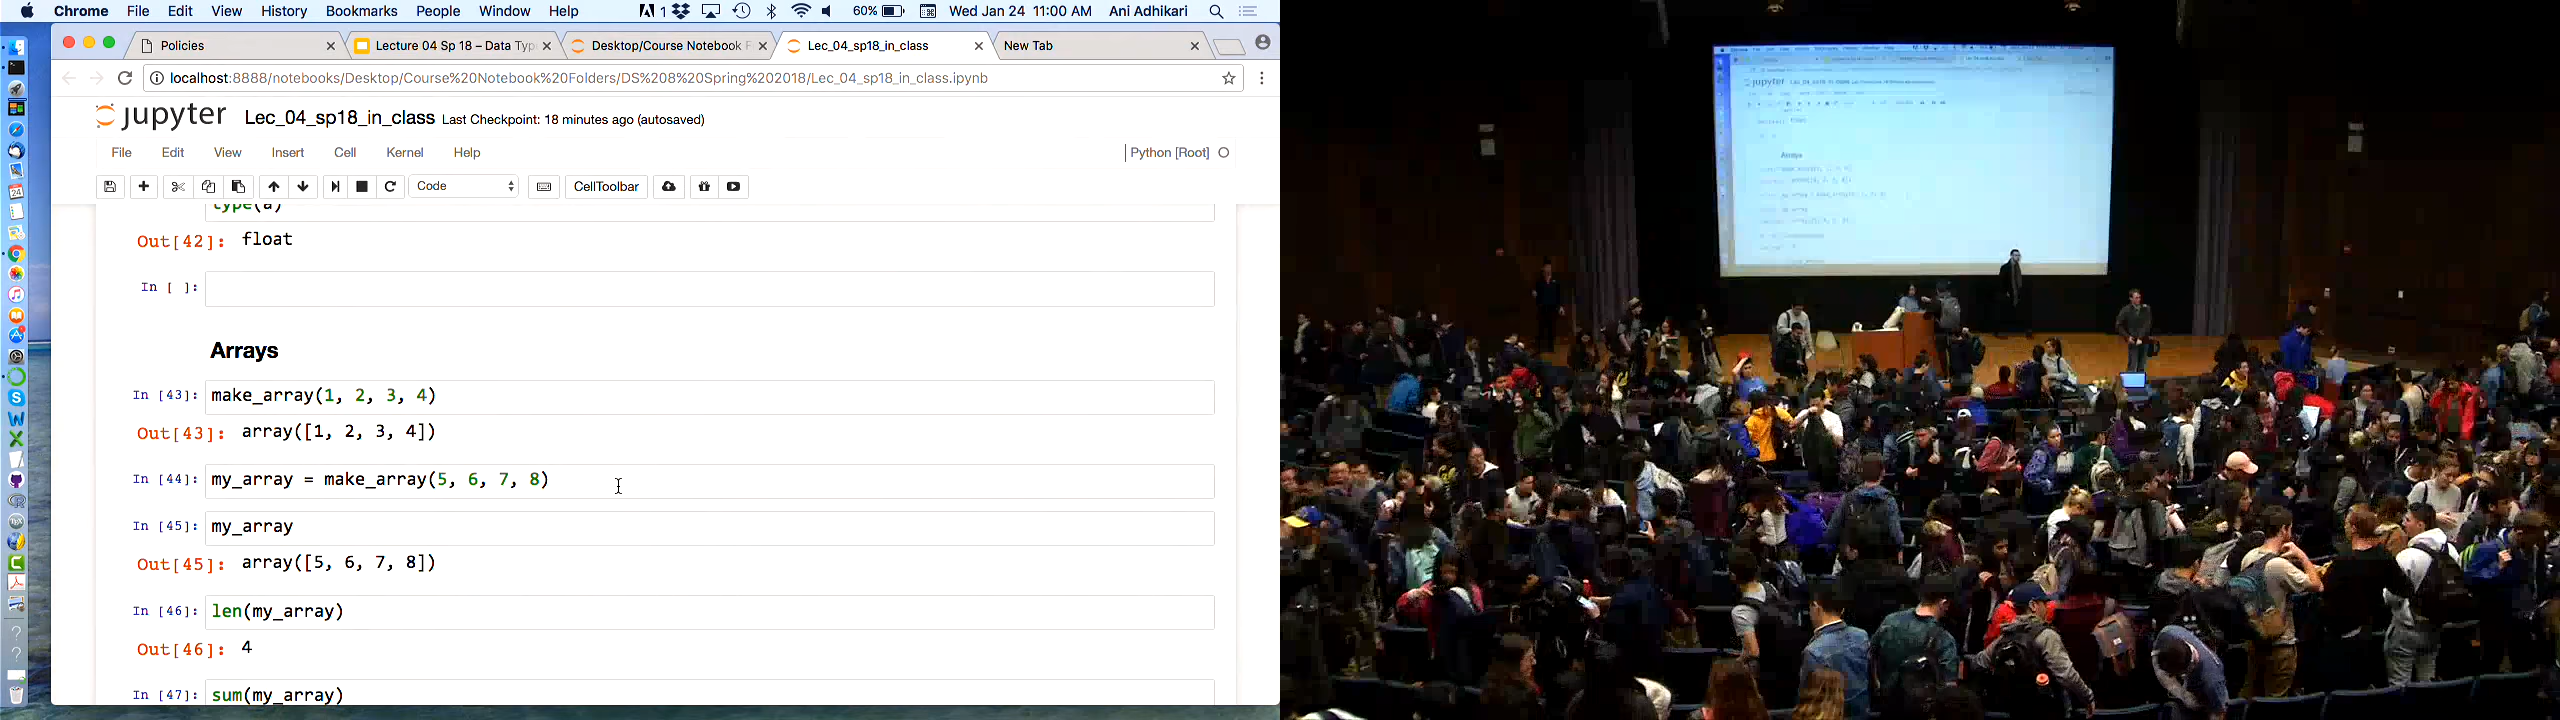 Chrome File Edit View History Bookmarks People Window Help 1 60% Wed Jan 24 11:00 AM Ani Adhikari
Policies Lecture 04 Sp 18 – Data Typ Desktop/Course Notebook F Lec_04_sp18_in_class New Tab
localhost:8888/notebooks/Desktop/Course%20Notebook%20Folders/DS%208%20Spring%202018/Lec_04_sp18_in_class.ipynb
jupyter Lec_04_sp18_in_class Last Checkpoint: 18 minutes ago (autosaved)
File Edit View Insert Cell Kernel Help Python [Root]
Code CellToolbar
type(a)
Out[42]: float
In [ ]:
Arrays
In [43]: make_array(1, 2, 3, 4)
Out[43]: array([1, 2, 3, 4])
In [44]: my_array = make_array(5, 6, 7, 8)
In [45]: my_array
Out[45]: array([5, 6, 7, 8])
In [46]: len(my_array)
Out[46]: 4
In [47]: sum(my_array)
jupyter
Arrays